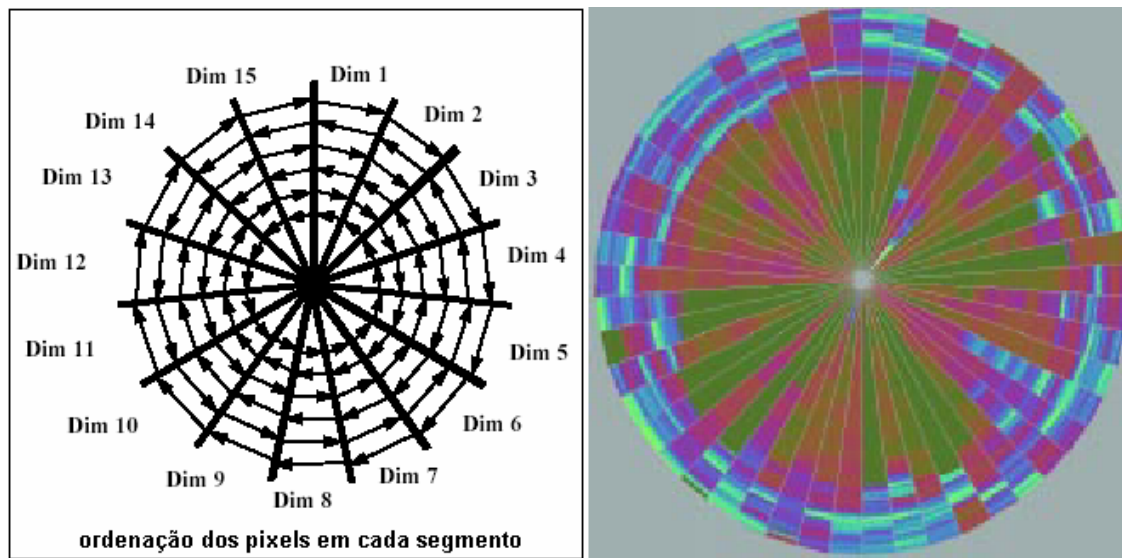 Dim 15
Dim 1
Dim 14
Dim 2
Dim 13
Dim 3
Dim 12
Dim 4
Dim 11
Dim 5
Dim 10
Dim 6
Dim 9
Dim 8
Dim 7
ordenação dos pixels em cada segmento